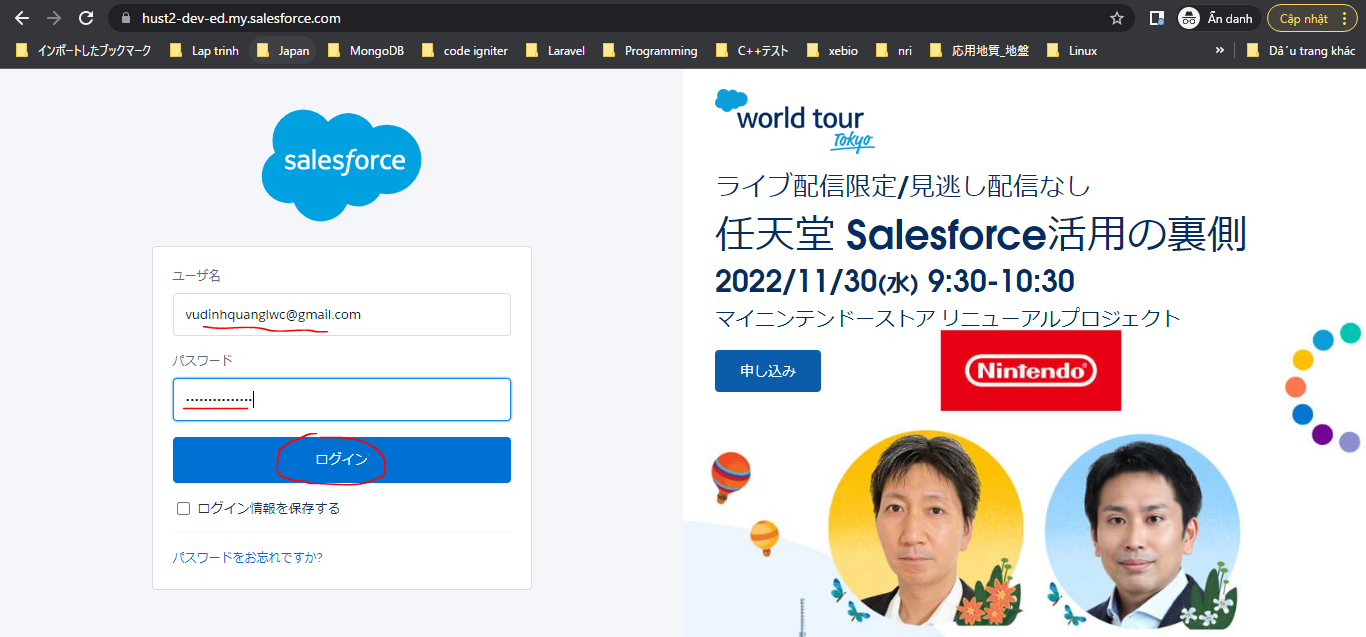 hust2-dev-ed.my.salesforce.com
Ẩn danh
Cập nhật
インポートしたブックマーク
Lap trinh
Japan
MongoDB
code igniter
Laravel
Programming
C++テスト
xebio
nri
応用地質_地盤
Linux
»
Dấu trang khác
salesforce
ユーザ名
vudinhquanglwc@gmail.com
パスワード
ログイン
ログイン情報を保存する
パスワードをお忘れですか?
world tour
Tokyo
ライブ配信限定/見逃し配信なし
任天堂 Salesforce活用の裏側
2022/11/30(水) 9:30-10:30
マイニンテンドーストア リニューアルプロジェクト
申し込み
Nintendo